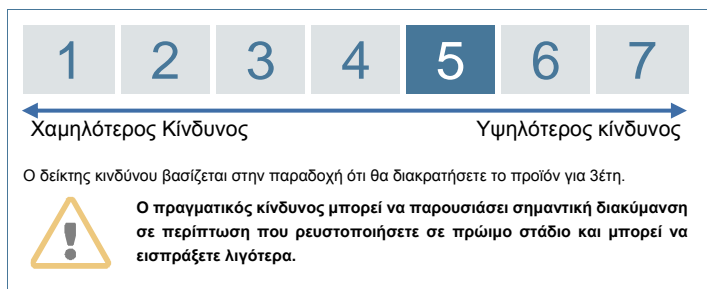 1 2 3 4 5 6 7
Χαμηλότερος Κίνδυνος Υψηλότερος κίνδυνος
Ο δείκτης κινδύνου βασίζεται στην παραδοχή ότι θα διακρατήσετε το προϊόν για 3έτη.
Ο πραγματικός κίνδυνος μπορεί να παρουσιάσει σημαντική διακύμανση
σε περίπτωση που ρευστοποιήσετε σε πρώιμο στάδιο και μπορεί να
εισπράξετε λιγότερα.